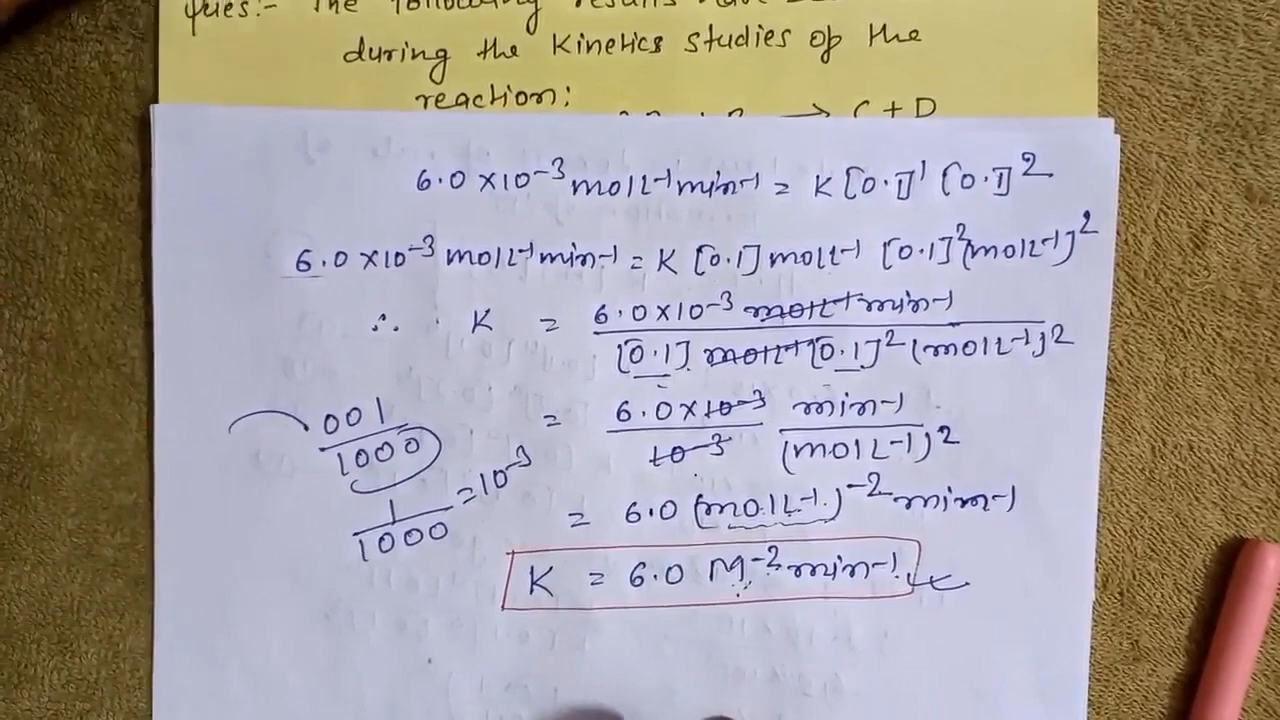 Ques:- The following results have
during the Kinetics studies of the
reaction:
→ C + D
6.0 x10-3 mol L-1 min-1 = K [0.1]1 [0.1]2
6.0 x10-3 mol L-1 min-1 = K [0.1] mol L-1 [0.1]2 (mol L-1)2
∴ K = 6.0 x10-3 mol L-1 min-1
[0.1] mol L-1 [0.1]2 (mol L-1)2
= 6.0 x 10-3 min-1
10-3 (mol L-1)2
001
1000
1 = 10-3
1000
= 6.0 (mol L-1)-2 min-1
K = 6.0 M-2 min-1